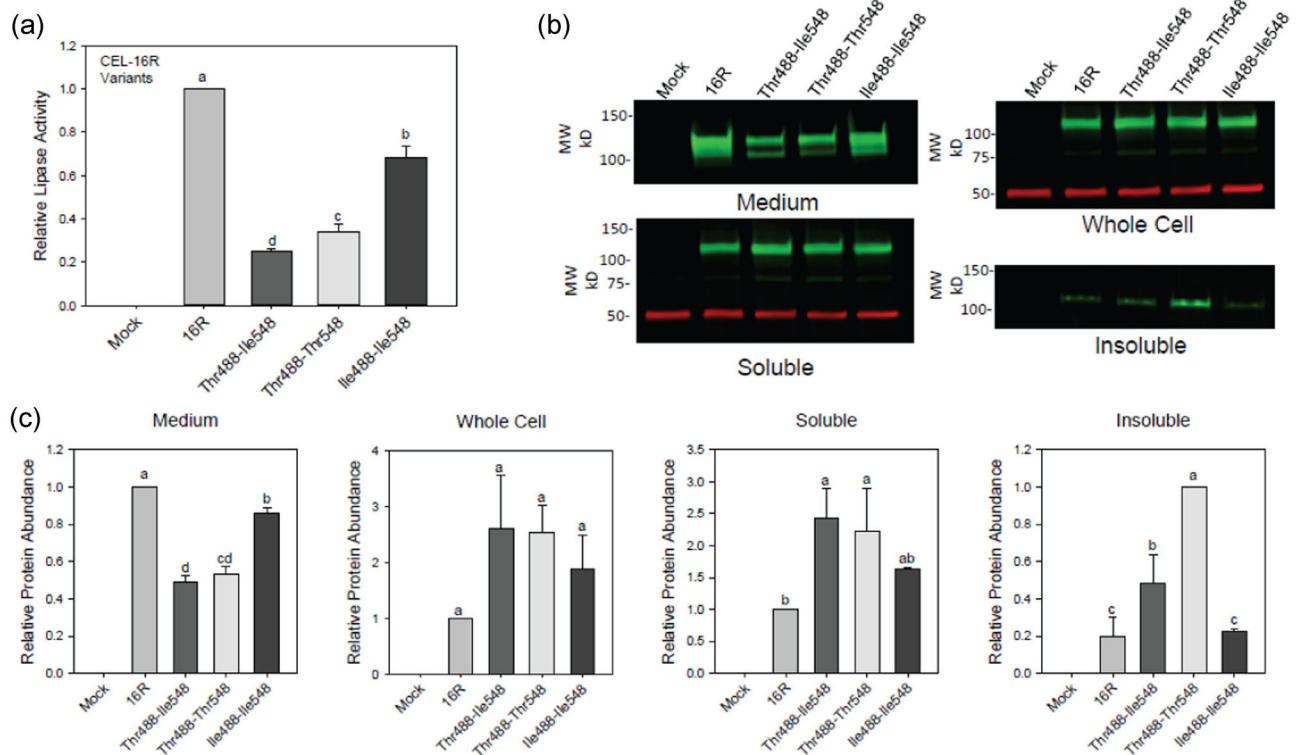 (a)
CEL-16R
Variants
Relative Lipase Activity
1.2
1.0
0.8
0.6
0.4
0.2
0.0
a
d
c
b
Mock
16R
Thr488-Ile548
Thr488-Thr548
Ile488-Ile548
(b)
Mock
16R
Thr488-Ile548
Thr488-Thr548
Ile488-Ile548
MW
kD
150-
100-
Medium
MW
kD
150-
100-
75-
50-
Soluble
Mock
16R
Thr488-Ile548
Thr488-Thr548
Ile488-Ile548
MW
kD
100-
75-
50-
Whole Cell
MW
kD
150-
100-
Insoluble
(c)
Medium
Relative Protein Abundance
1.2
1.0
0.8
0.6
0.4
0.2
0.0
a
d
cd
b
Mock
16R
Thr488-Ile548
Thr488-Thr548
Ile488-Ile548
Whole Cell
Relative Protein Abundance
4
3
2
1
0
a
a
a
a
Mock
16R
Thr488-Ile548
Thr488-Thr548
Ile488-Ile548
Soluble
Relative Protein Abundance
3.5
3.0
2.5
2.0
1.5
1.0
0.5
0.0
b
a
a
ab
Mock
16R
Thr488-Ile548
Thr488-Thr548
Ile488-Ile548
Insoluble
Relative Protein Abundance
1.2
1.0
0.8
0.6
0.4
0.2
0.0
c
b
a
c
Mock
16R
Thr488-Ile548
Thr488-Thr548
Ile488-Ile548